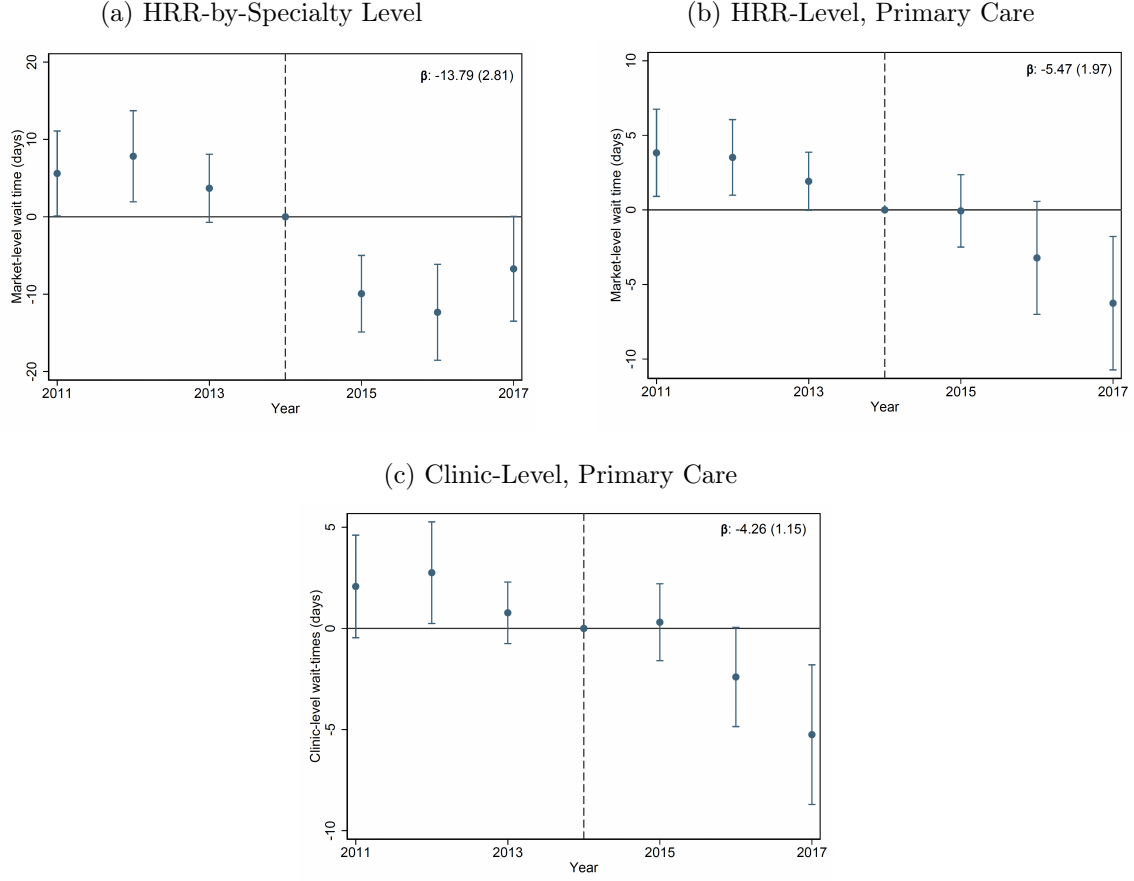 (a) HRR-by-Specialty Level
Market-level wait time (days)
20
10
0
-10
-20
β: -13.79 (2.81)
2011
2013
2015
2017
Year
(b) HRR-Level, Primary Care
Market-level wait time (days)
10
5
0
-5
-10
β: -5.47 (1.97)
2011
2013
2015
2017
Year
(c) Clinic-Level, Primary Care
Clinic-level wait-times (days)
5
0
-5
-10
β: -4.26 (1.15)
2011
2013
2015
2017
Year